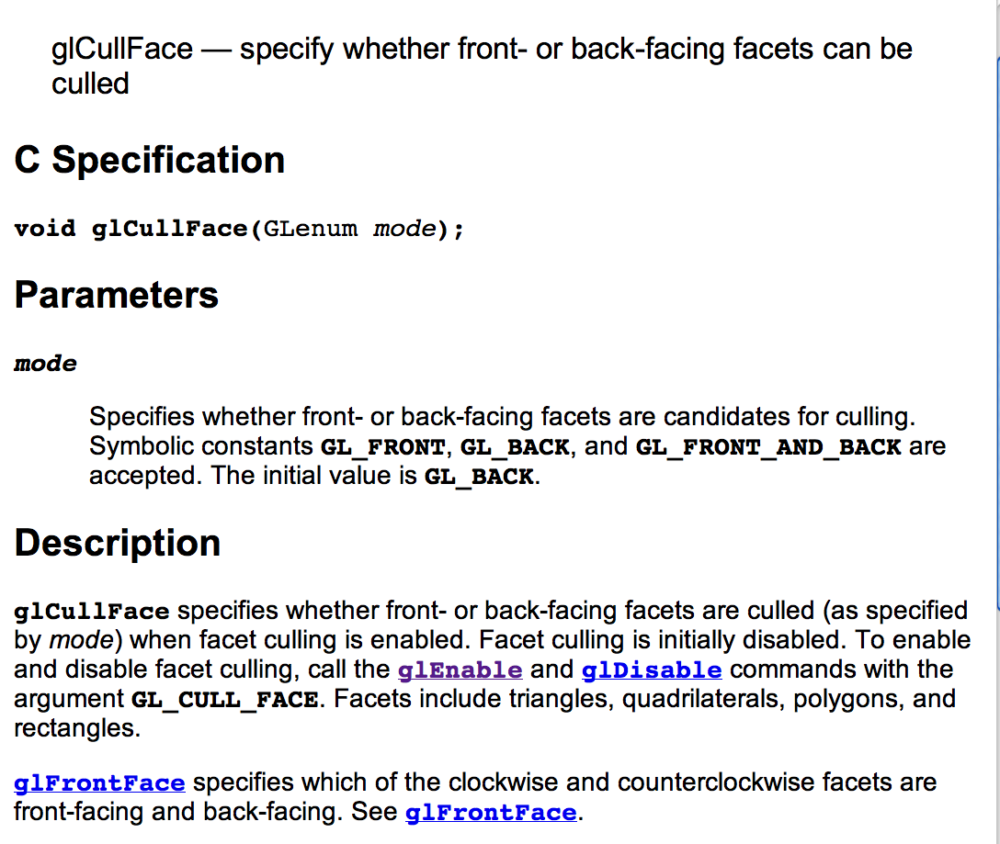 glCullFace — specify whether front- or back-facing facets can be
culled
C Specification
void glCullFace(GLenum mode);
Parameters
mode
Specifies whether front- or back-facing facets are candidates for culling.
Symbolic constants GL_FRONT, GL_BACK, and GL_FRONT_AND_BACK are
accepted. The initial value is GL_BACK.
Description
glCullFace specifies whether front- or back-facing facets are culled (as specified
by mode) when facet culling is enabled. Facet culling is initially disabled. To enable
and disable facet culling, call the glEnable and glDisable commands with the
argument GL_CULL_FACE. Facets include triangles, quadrilaterals, polygons, and
rectangles.
glFrontFace specifies which of the clockwise and counterclockwise facets are
front-facing and back-facing. See glFrontFace.